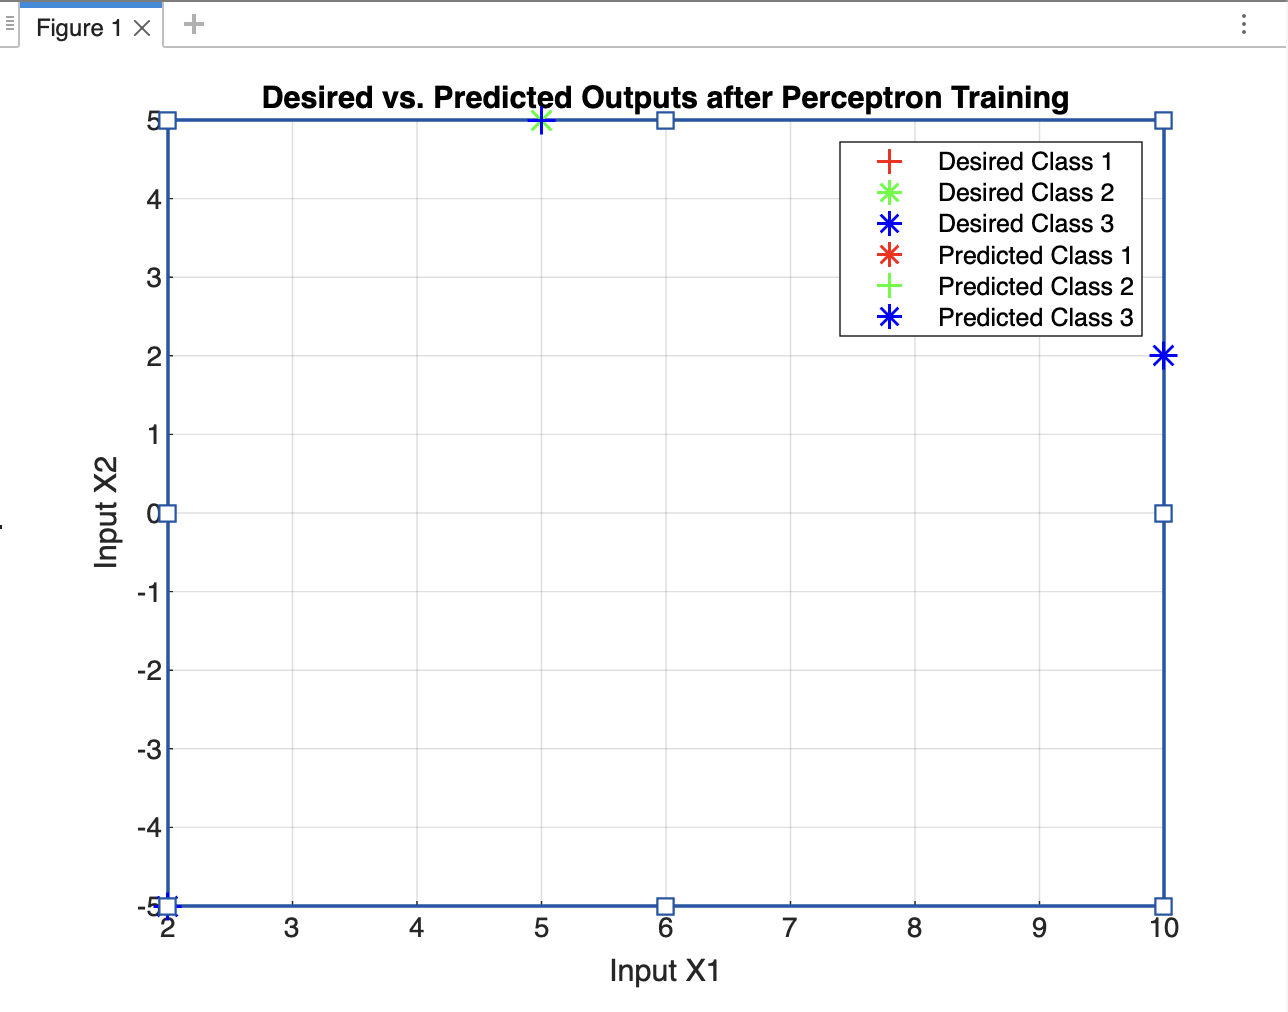 Figure 1
Desired vs. Predicted Outputs after Perceptron Training
Desired Class 1
Desired Class 2
Desired Class 3
Predicted Class 1
Predicted Class 2
Predicted Class 3
5
4
3
2
1
0
-1
-2
-3
-4
-5
Input X2
2 3 4 5 6 7 8 9 10
Input X1